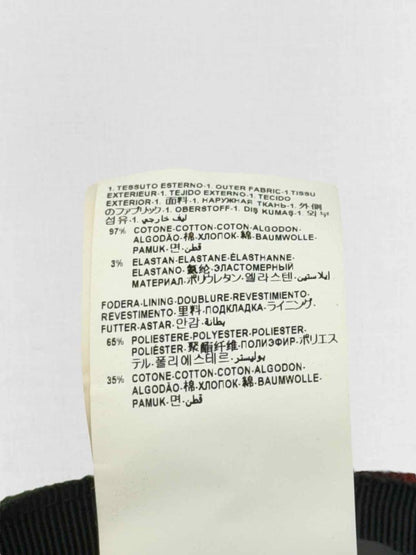 1. TESSUTO ESTERNO-1. OUTER FABRIC-1.TISSU
EXTERIEUR-1. TEJIDO EXTERNO-1. TECIDO
EXTERIOR-1. 面料-1. НАРУЖНАЯ ТКАНЬ-1. 外側
のファブリック-1. OBERSTOFF-1. DIŞ KUMAŞ-1. 외부
섬유-1. ليف خارجي
97% COTONE-COTTON-COTON-ALGODON-
ALGODÃO-棉-ХЛОПОК-綿-BAUMWOLLE-
PAMUK-면-قطن
3% ELASTAN-ELASTANE-ÉLASTHANNE-
ELASTANO-氨纶-ЭЛАСТОМЕРНЫЙ
МАТЕРИАЛ-ポリウレタン-엘라스텐-ايلاستين
FODERA-LINING-DOUBLURE-REVESTIMIENTO-
REVESTIMENTO-里料-ПОДКЛАДКА-ライニング-
FUTTER-ASTAR-안감-بطانة
65% POLIESTERE-POLYESTER-POLIESTER-
POLIÉSTER-聚酯纤维-ПОЛИЭФИР-ポリエス
テル-폴리에스테르-بوليستر
35% COTONE-COTTON-COTON-ALGODON-
ALGODÃO-棉-ХЛОПОК-綿-BAUMWOLLE-
PAMUK-면-قطن